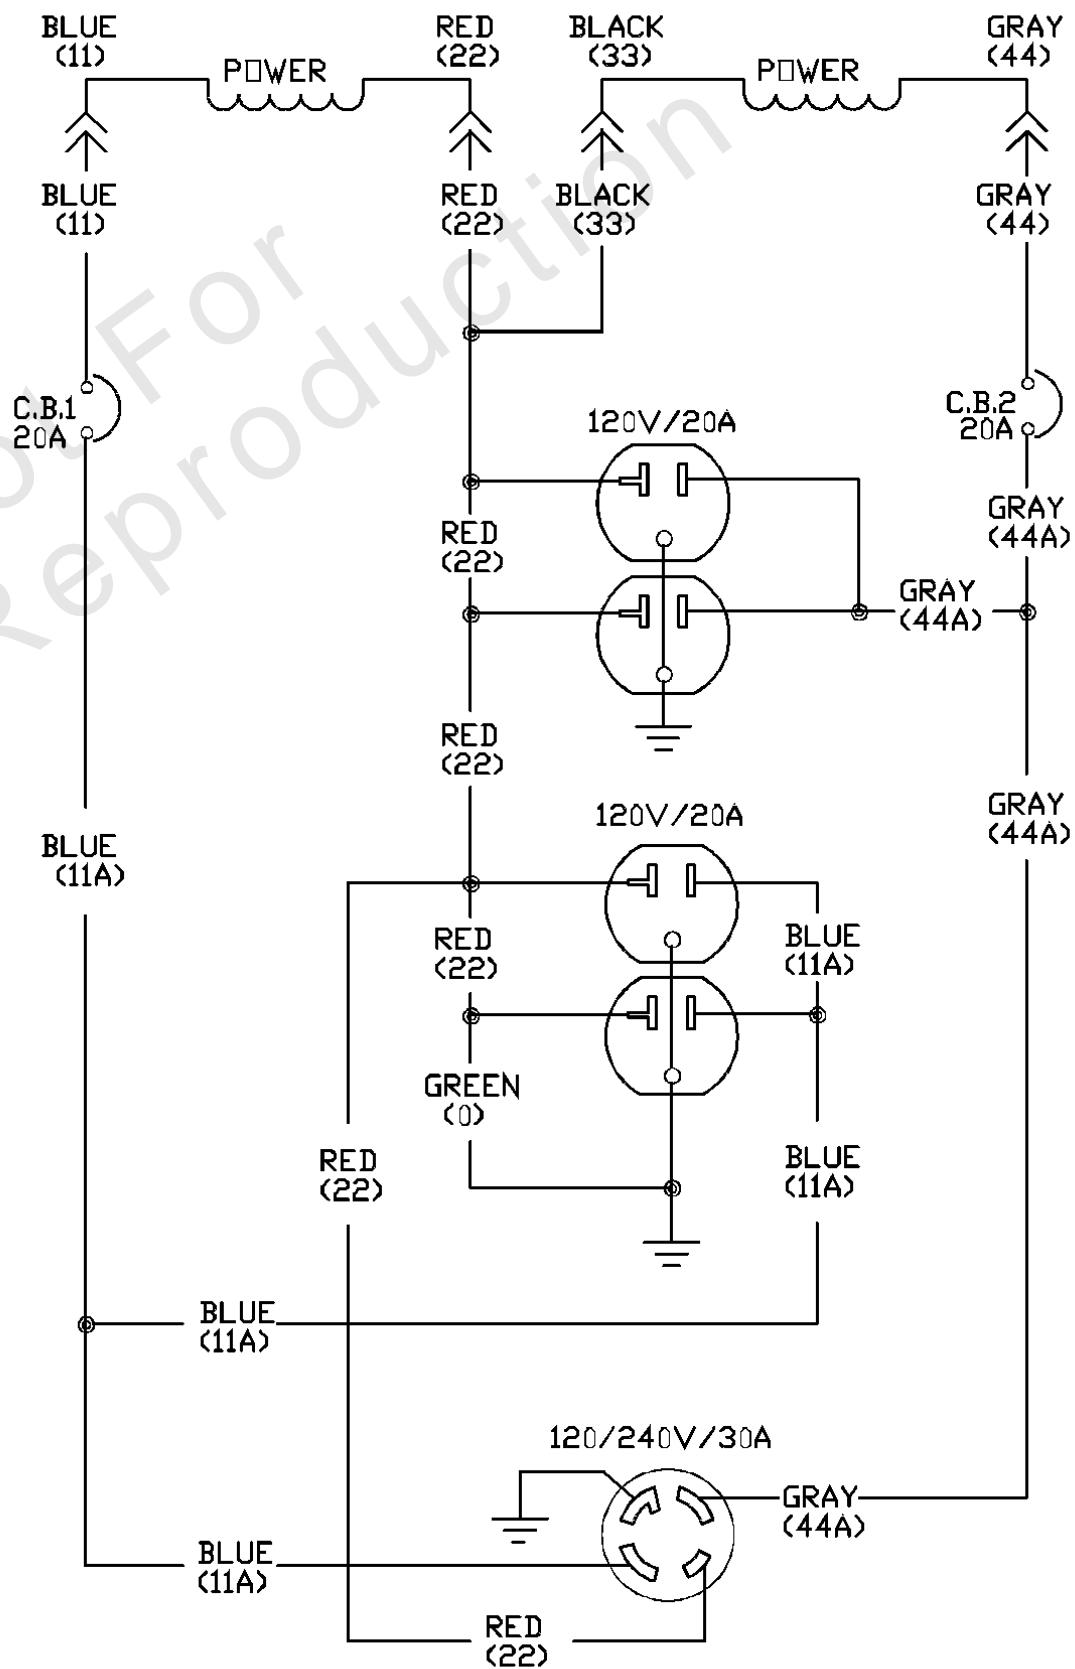 BLUE
(11)
RED
(22)
BLACK
(33)
GRAY
(44)
POWER
POWER
BLUE
(11)
RED
(22)
BLACK
(33)
GRAY
(44)
Not For
Reproduction
C.B.1
20A
C.B.2
20A
120V/20A
RED
(22)
GRAY
(44A)
GRAY
(44A)
RED
(22)
120V/20A
GRAY
(44A)
BLUE
(11A)
RED
(22)
BLUE
(11A)
GREEN
(0)
RED
(22)
BLUE
(11A)
BLUE
(11A)
120/240V/30A
GRAY
(44A)
BLUE
(11A)
RED
(22)